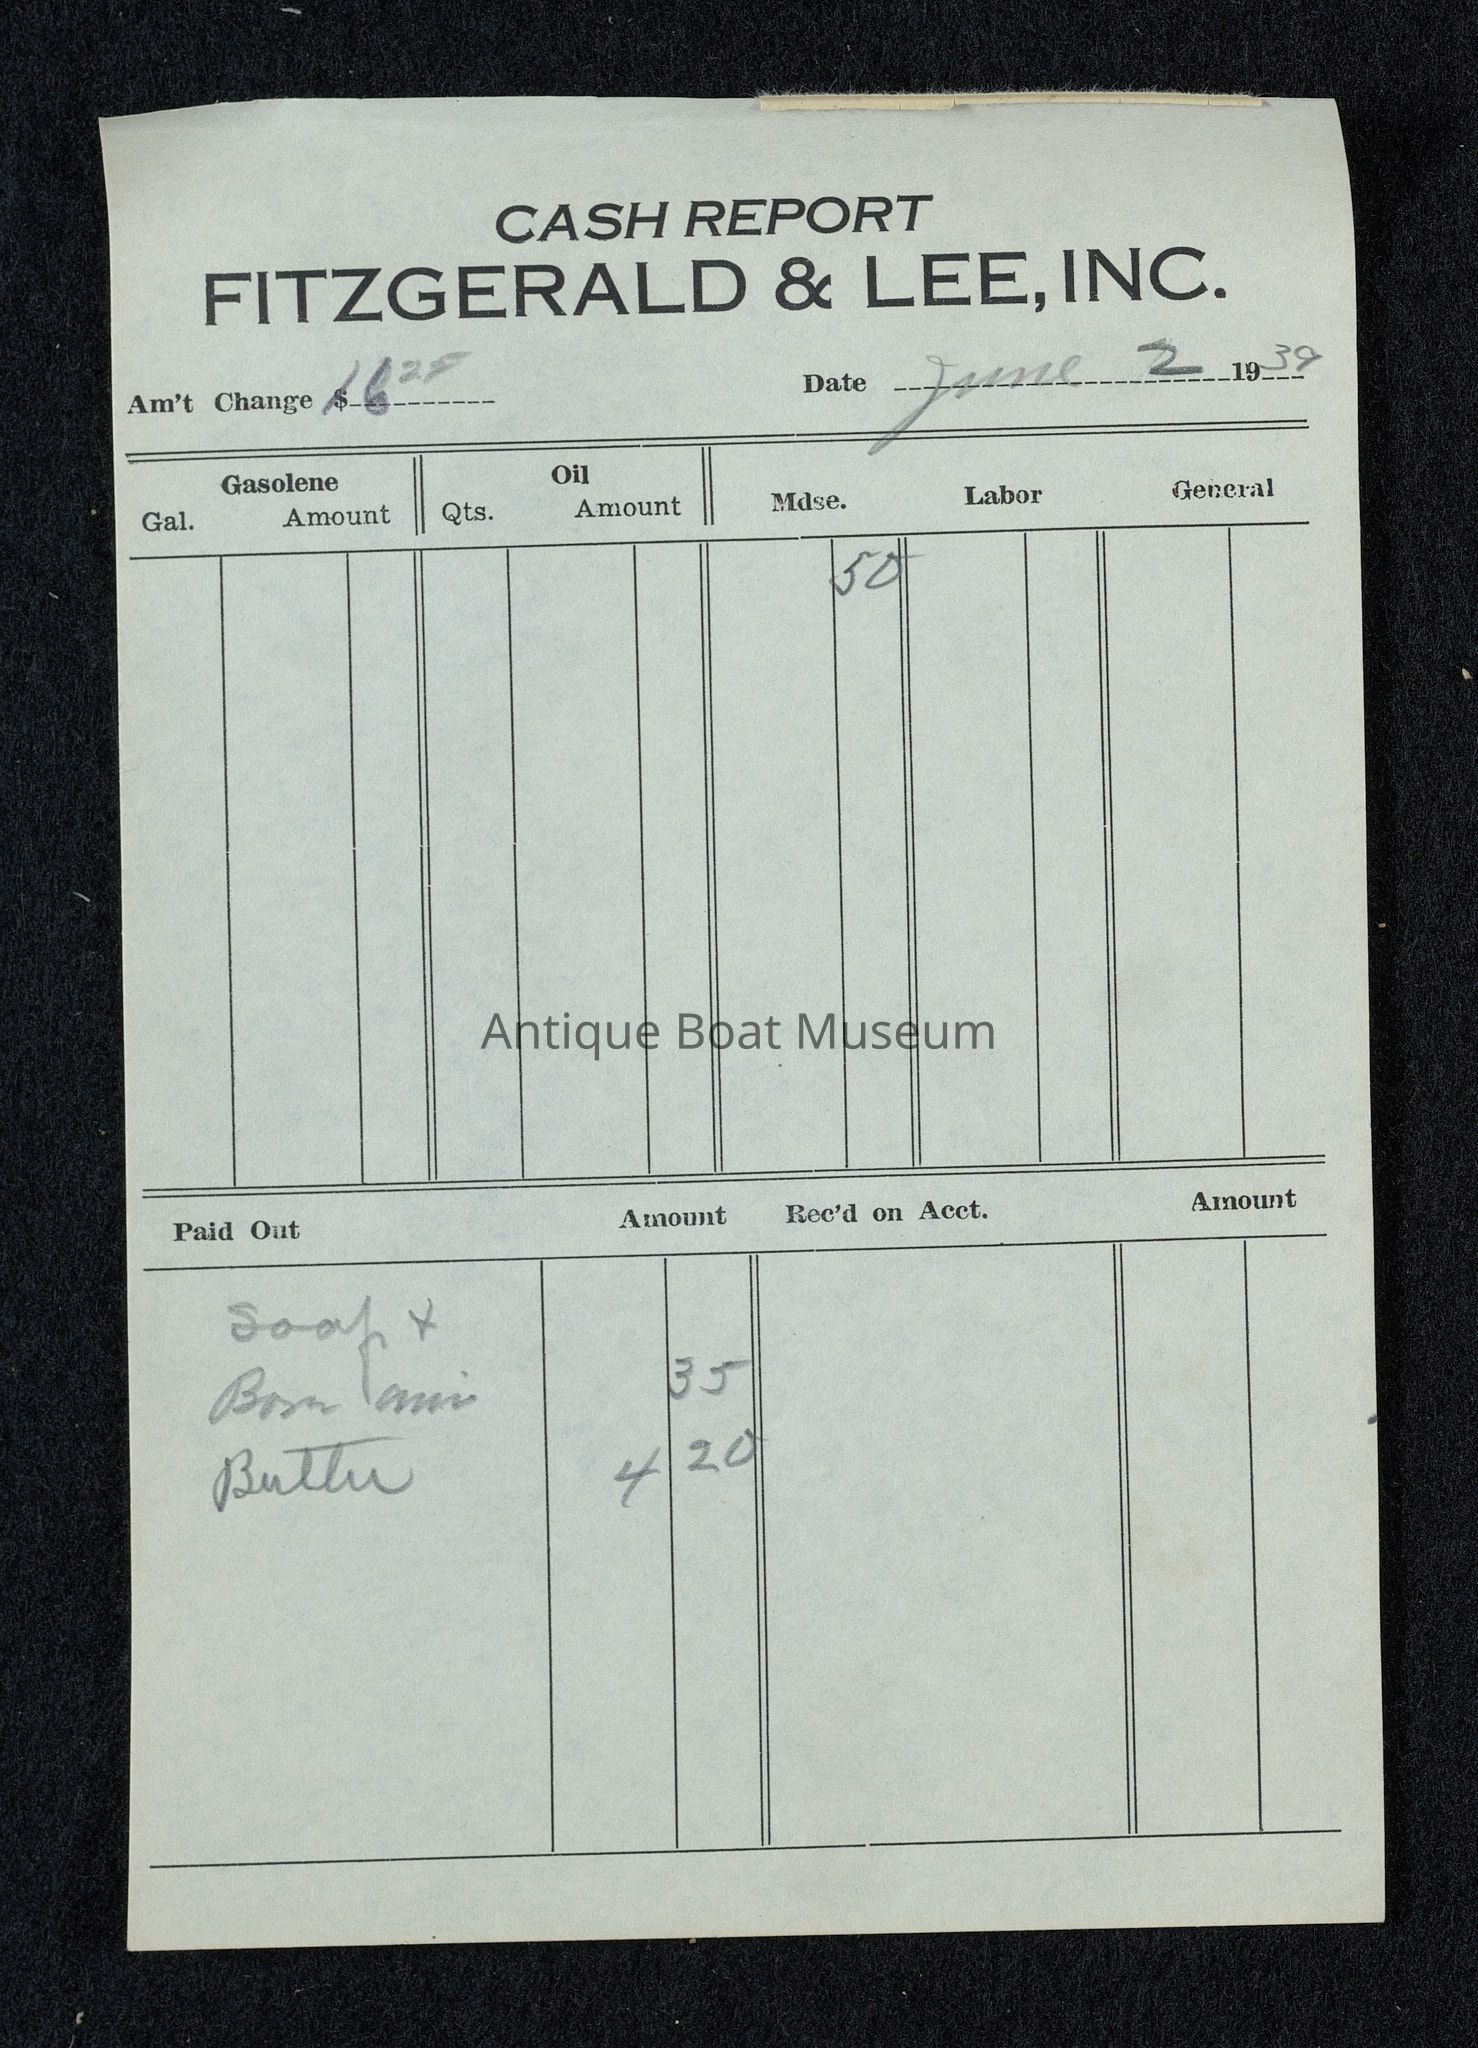 CASH REPORT
FITZGERALD & LEE, INC.
Am't Change $ 16 25
Date June 2 1939
Gasolene Oil Mdse. Labor General
Gal. Amount Qts. Amount
50
Antique Boat Museum
Paid Out Amount Rec'd on Acct. Amount
Soap &
Bon ami 35
Butter 4 20